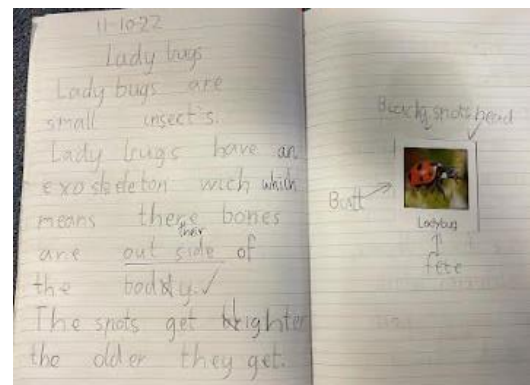 11-10-22
Lady bugs
Lady bugs are
small insect's.
Lady bugs have an
exoskeleton wich which
means there bones
ther
are out side of
the body. ✓
The spots get brighter
the older they get.
spots head
Butt
Ladybug
fete